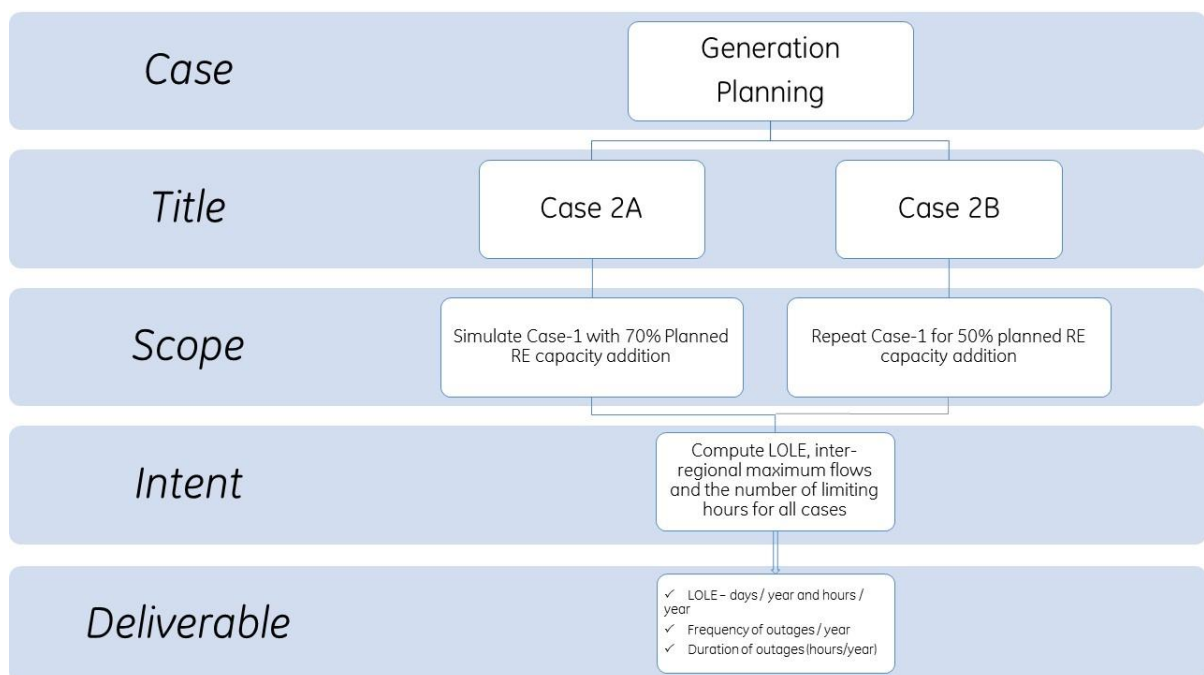 Case
Generation
Planning
Title
Case 2A
Case 2B
Scope
Simulate Case-1 with 70% Planned
RE capacity addition
Repeat Case-1 for 50% planned RE
capacity addition
Intent
Compute LOLE, inter-
regional maximum flows
and the number of limiting
hours for all cases
Deliverable
✓ LOLE – days / year and hours /
year
✓ Frequency of outages / year
✓ Duration of outages (hours/year)